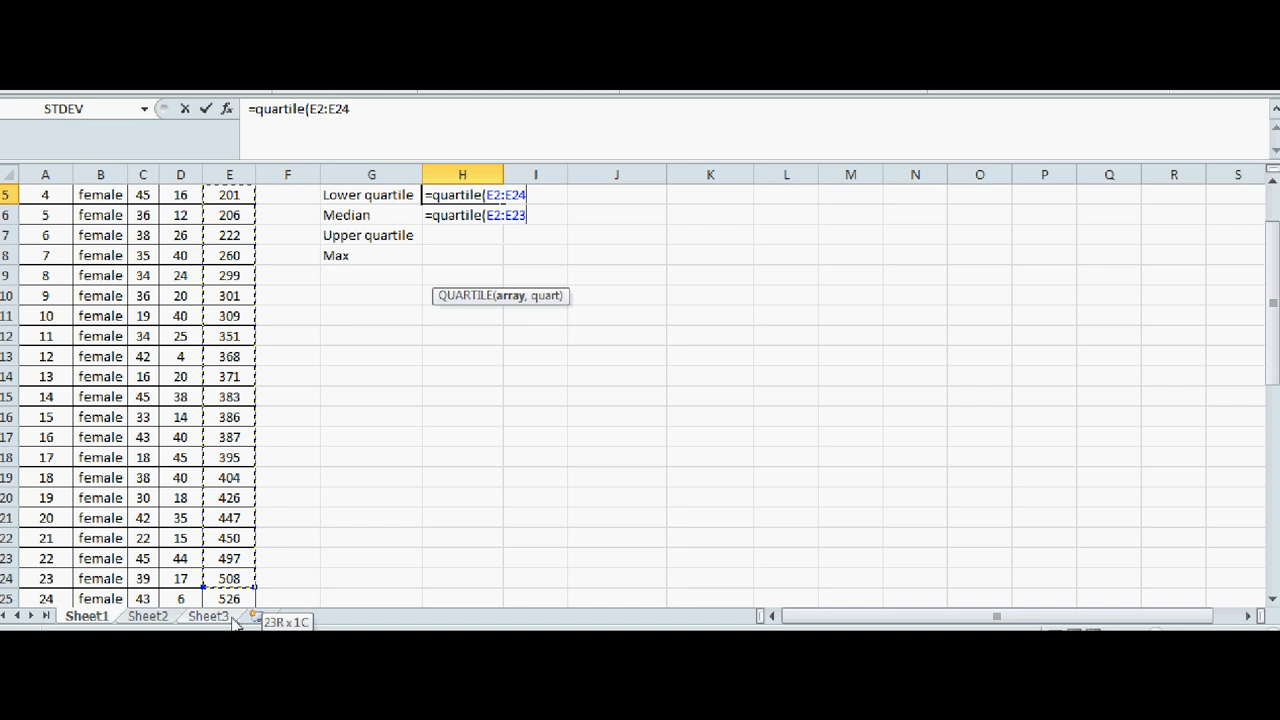 STDEV =quartile(E2:E24
A B C D E F G H I J K L M N O P Q R S
5 4 female 45 16 201 Lower quartile =quartile(E2:E24
6 5 female 36 12 206 Median =quartile(E2:E23
7 6 female 38 26 222 Upper quartile
8 7 female 35 40 260 Max
9 8 female 34 24 299
10 9 female 36 20 301 QUARTILE(array, quart)
11 10 female 19 40 309
12 11 female 34 25 351
13 12 female 42 4 368
14 13 female 16 20 371
15 14 female 45 38 383
16 15 female 33 14 386
17 16 female 43 40 387
18 17 female 18 45 395
19 18 female 38 40 404
20 19 female 30 18 426
21 20 female 42 35 447
22 21 female 22 15 450
23 22 female 45 44 497
24 23 female 39 17 508
25 24 female 43 6 526
Sheet1 Sheet2 Sheet3 23R x 1C